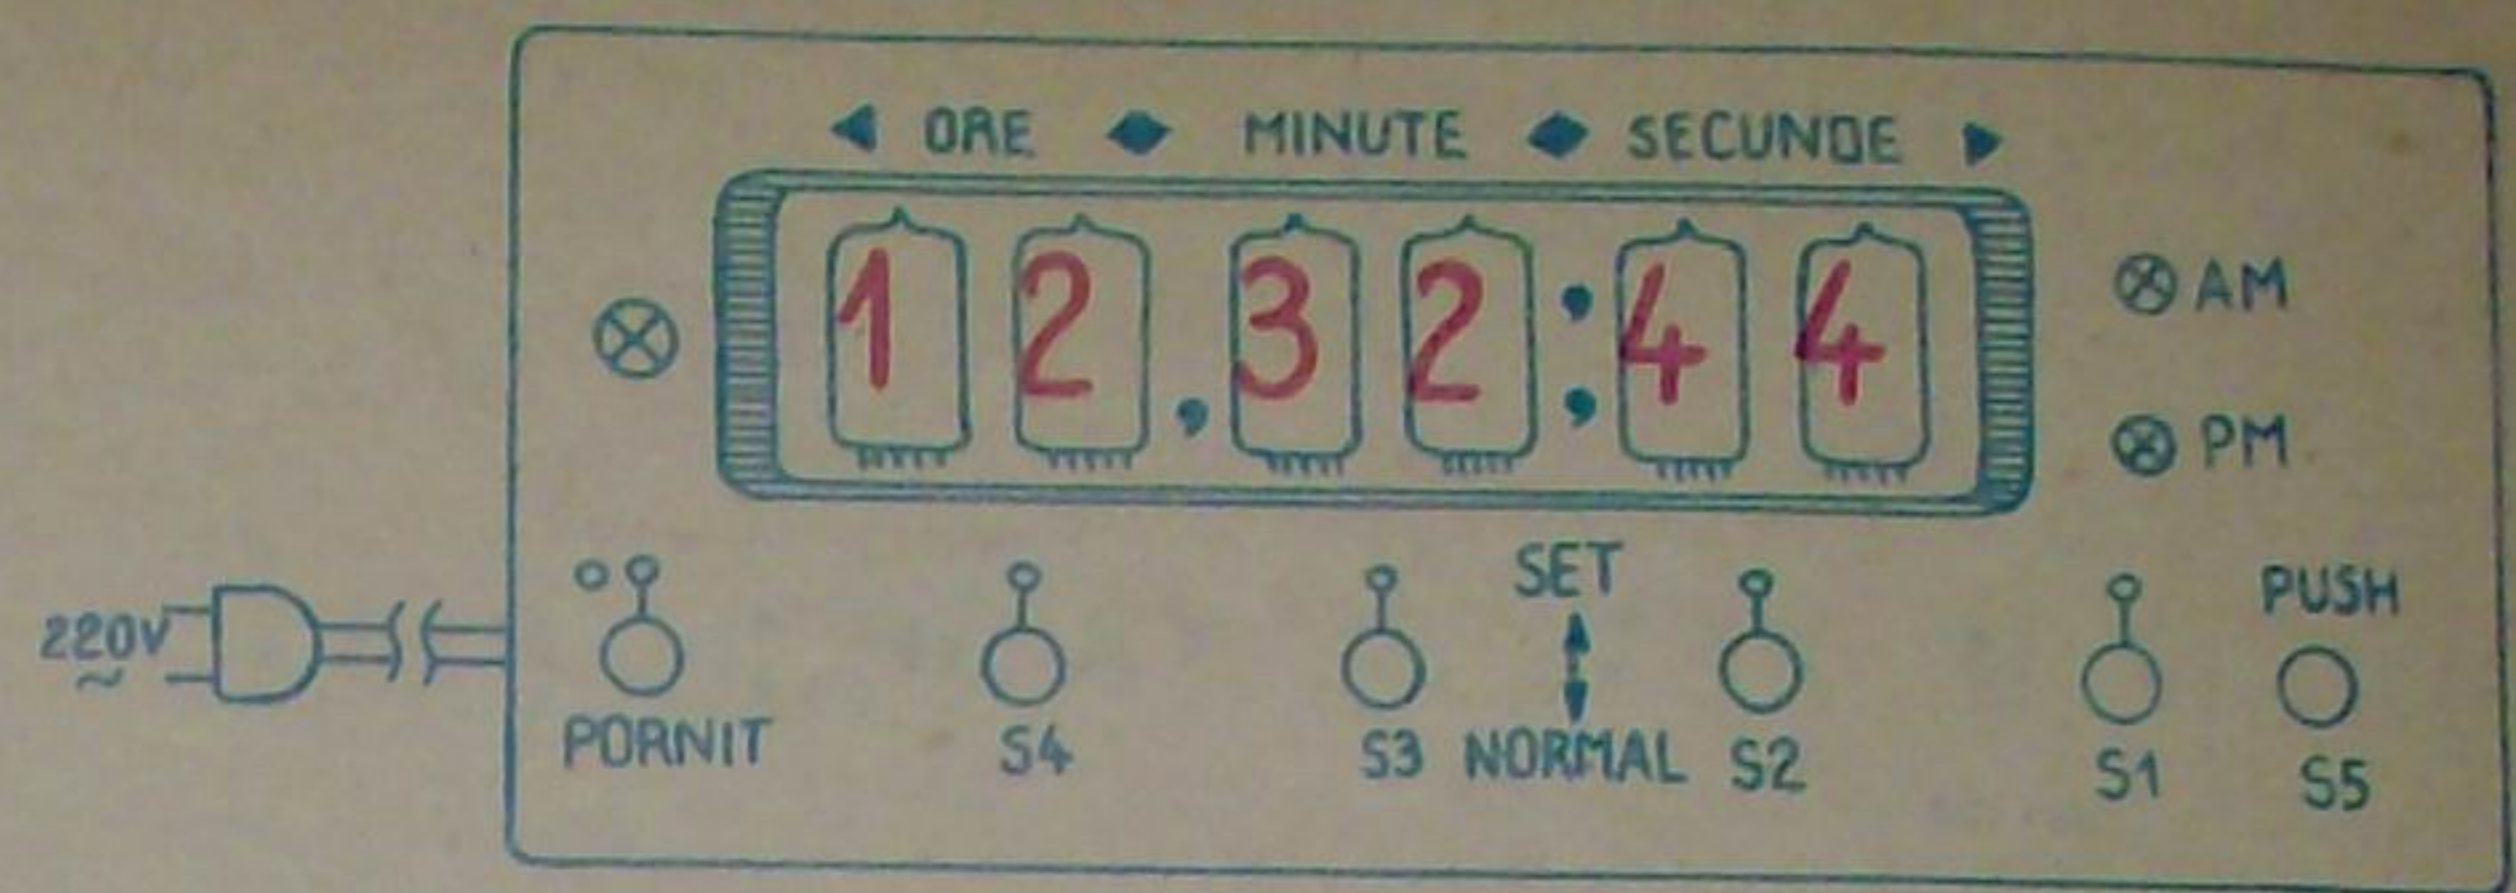 ORE MINUTE SECUNDE
12.32:44
AM
PM
220V
~
SET
PUSH
PORNIT S4 S3 NORMAL S2 S1 S5